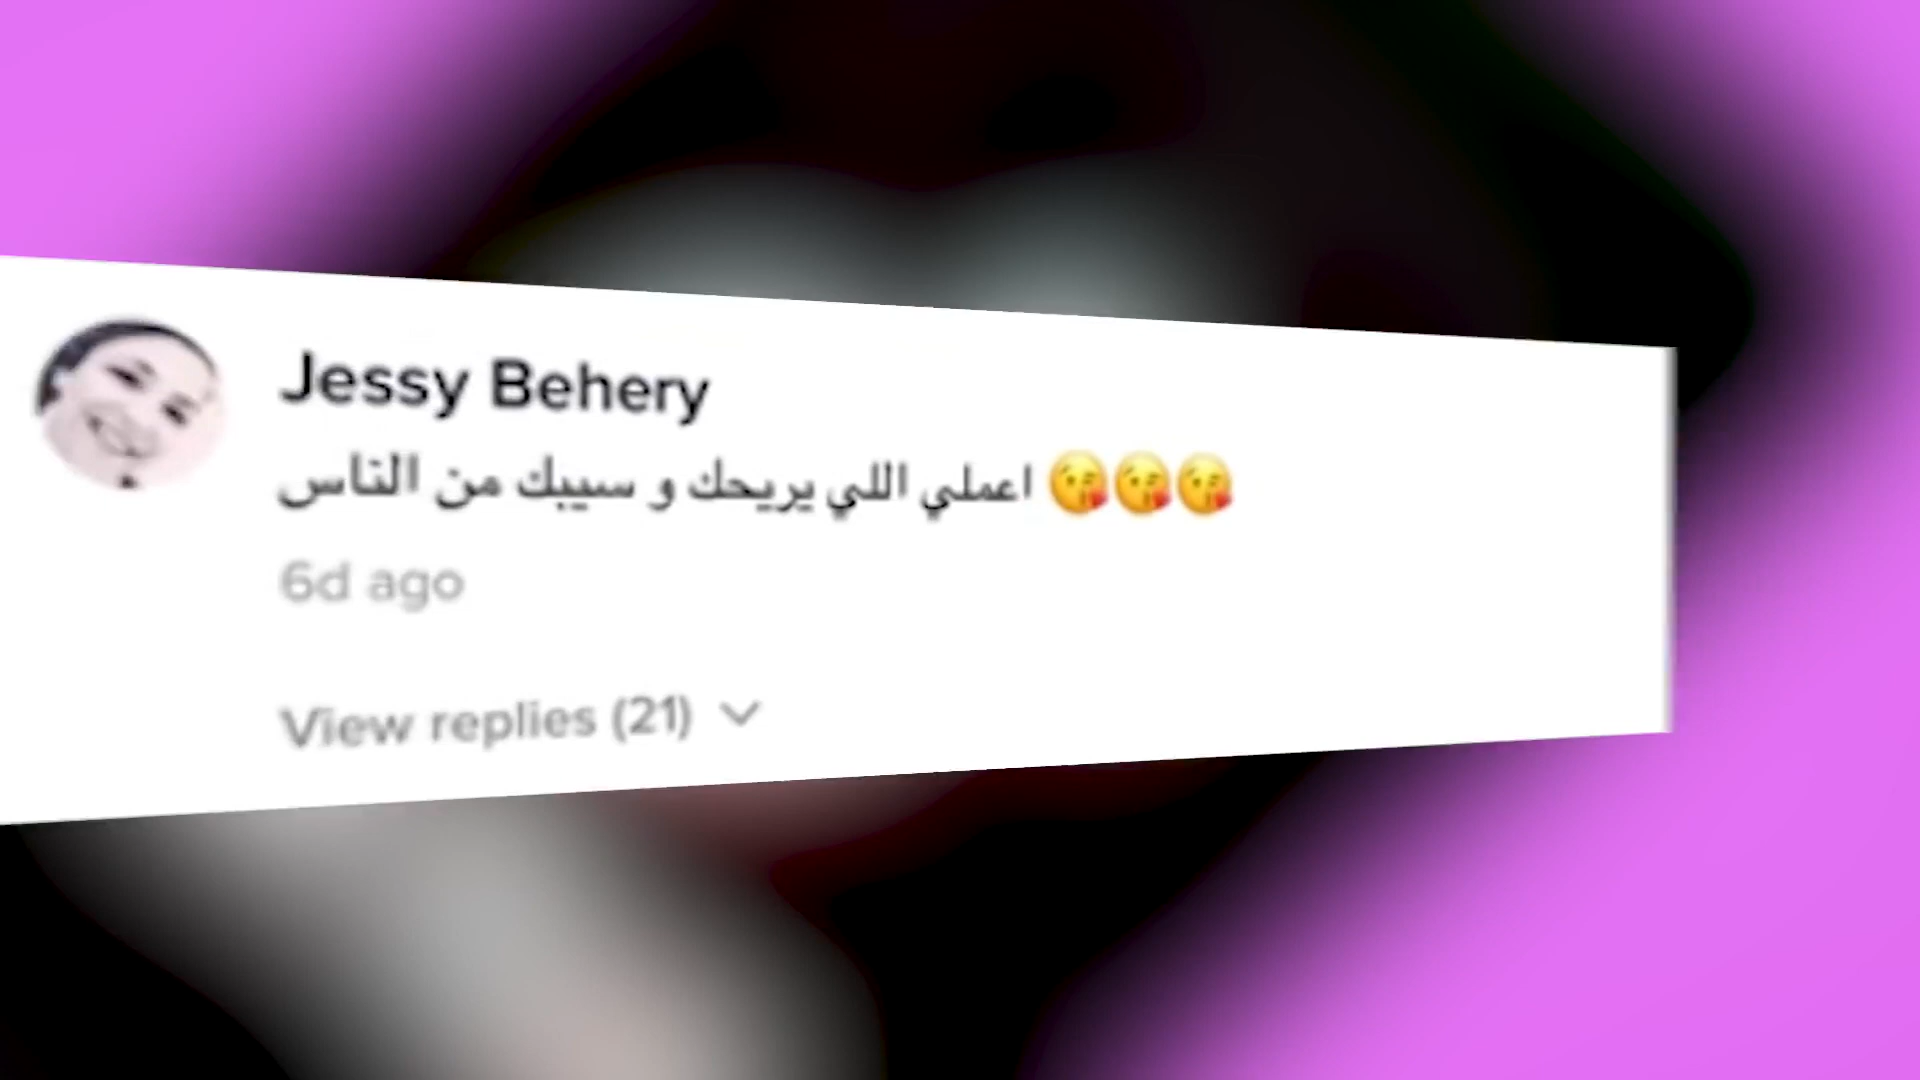 Jessy Behery
اعملي اللي يريحك و سيبك من الناس 😘😘😘
6d ago
View replies (21)